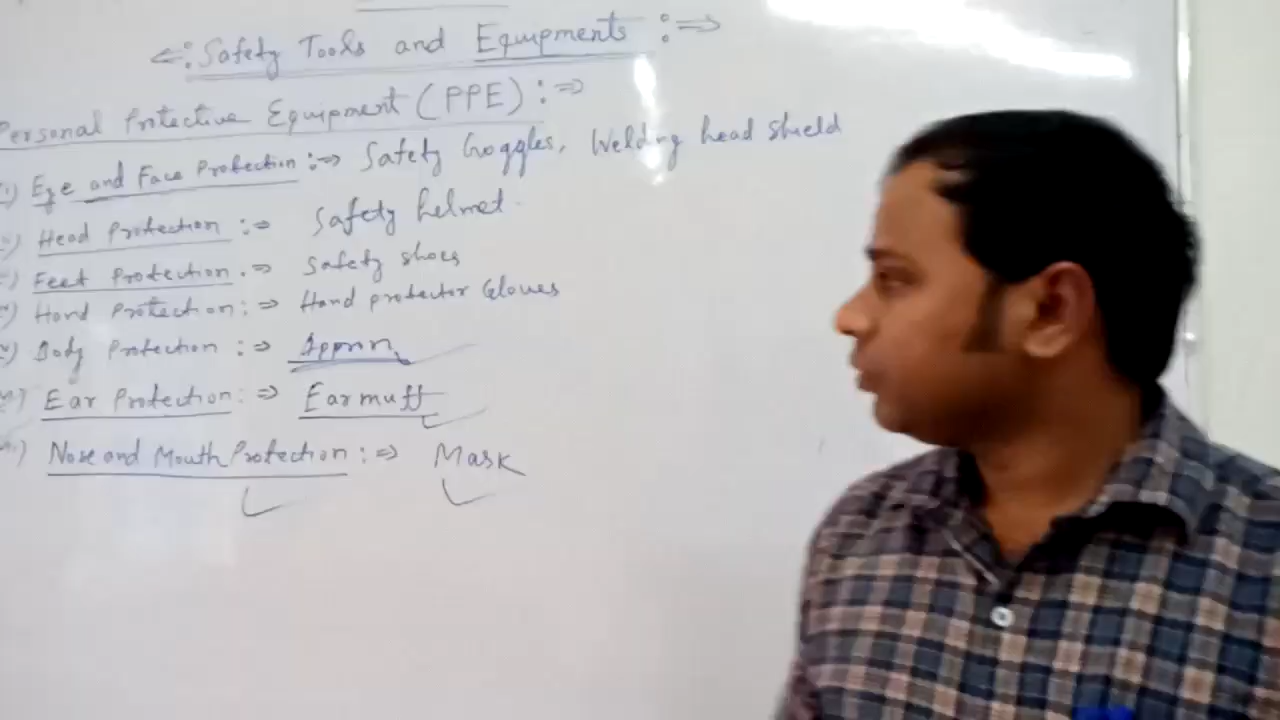 <: Safety Tools and Equipments :⇒
Personal Protective Equipment (PPE) :⇒
i) Eye and Face Protection :⇒ Safety Goggles, Welding head shield
Head Protection :⇒ Safety helmet.
Feet Protection .⇒ Safety shoes
Hand Protection :⇒ Hand protector Gloves
v) Body Protection :⇒ Appron
vi) Ear Protection :⇒ Earmuff
Nose and Mouth Protection :⇒ Mask